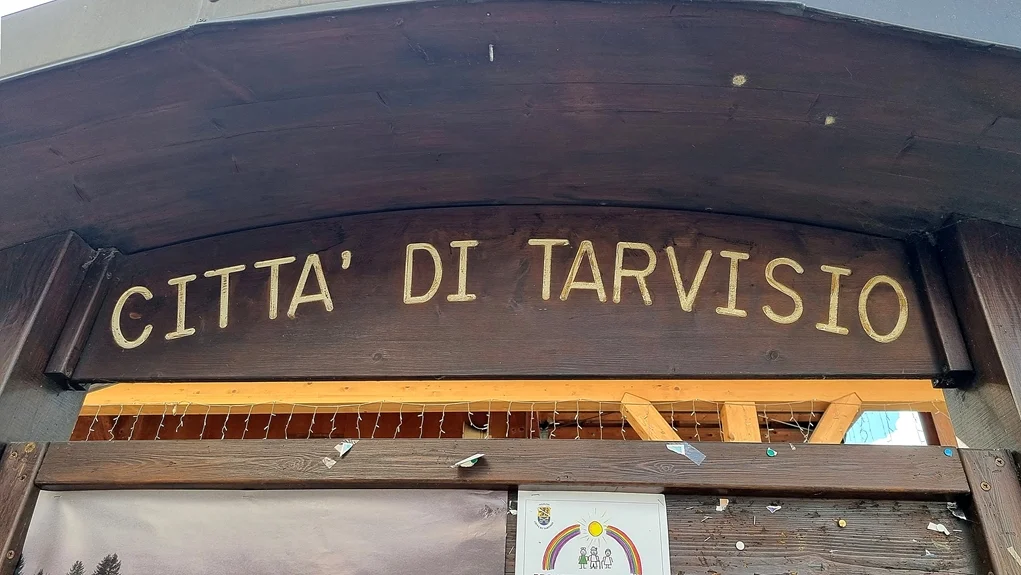 CITTA' DI TARVISIO